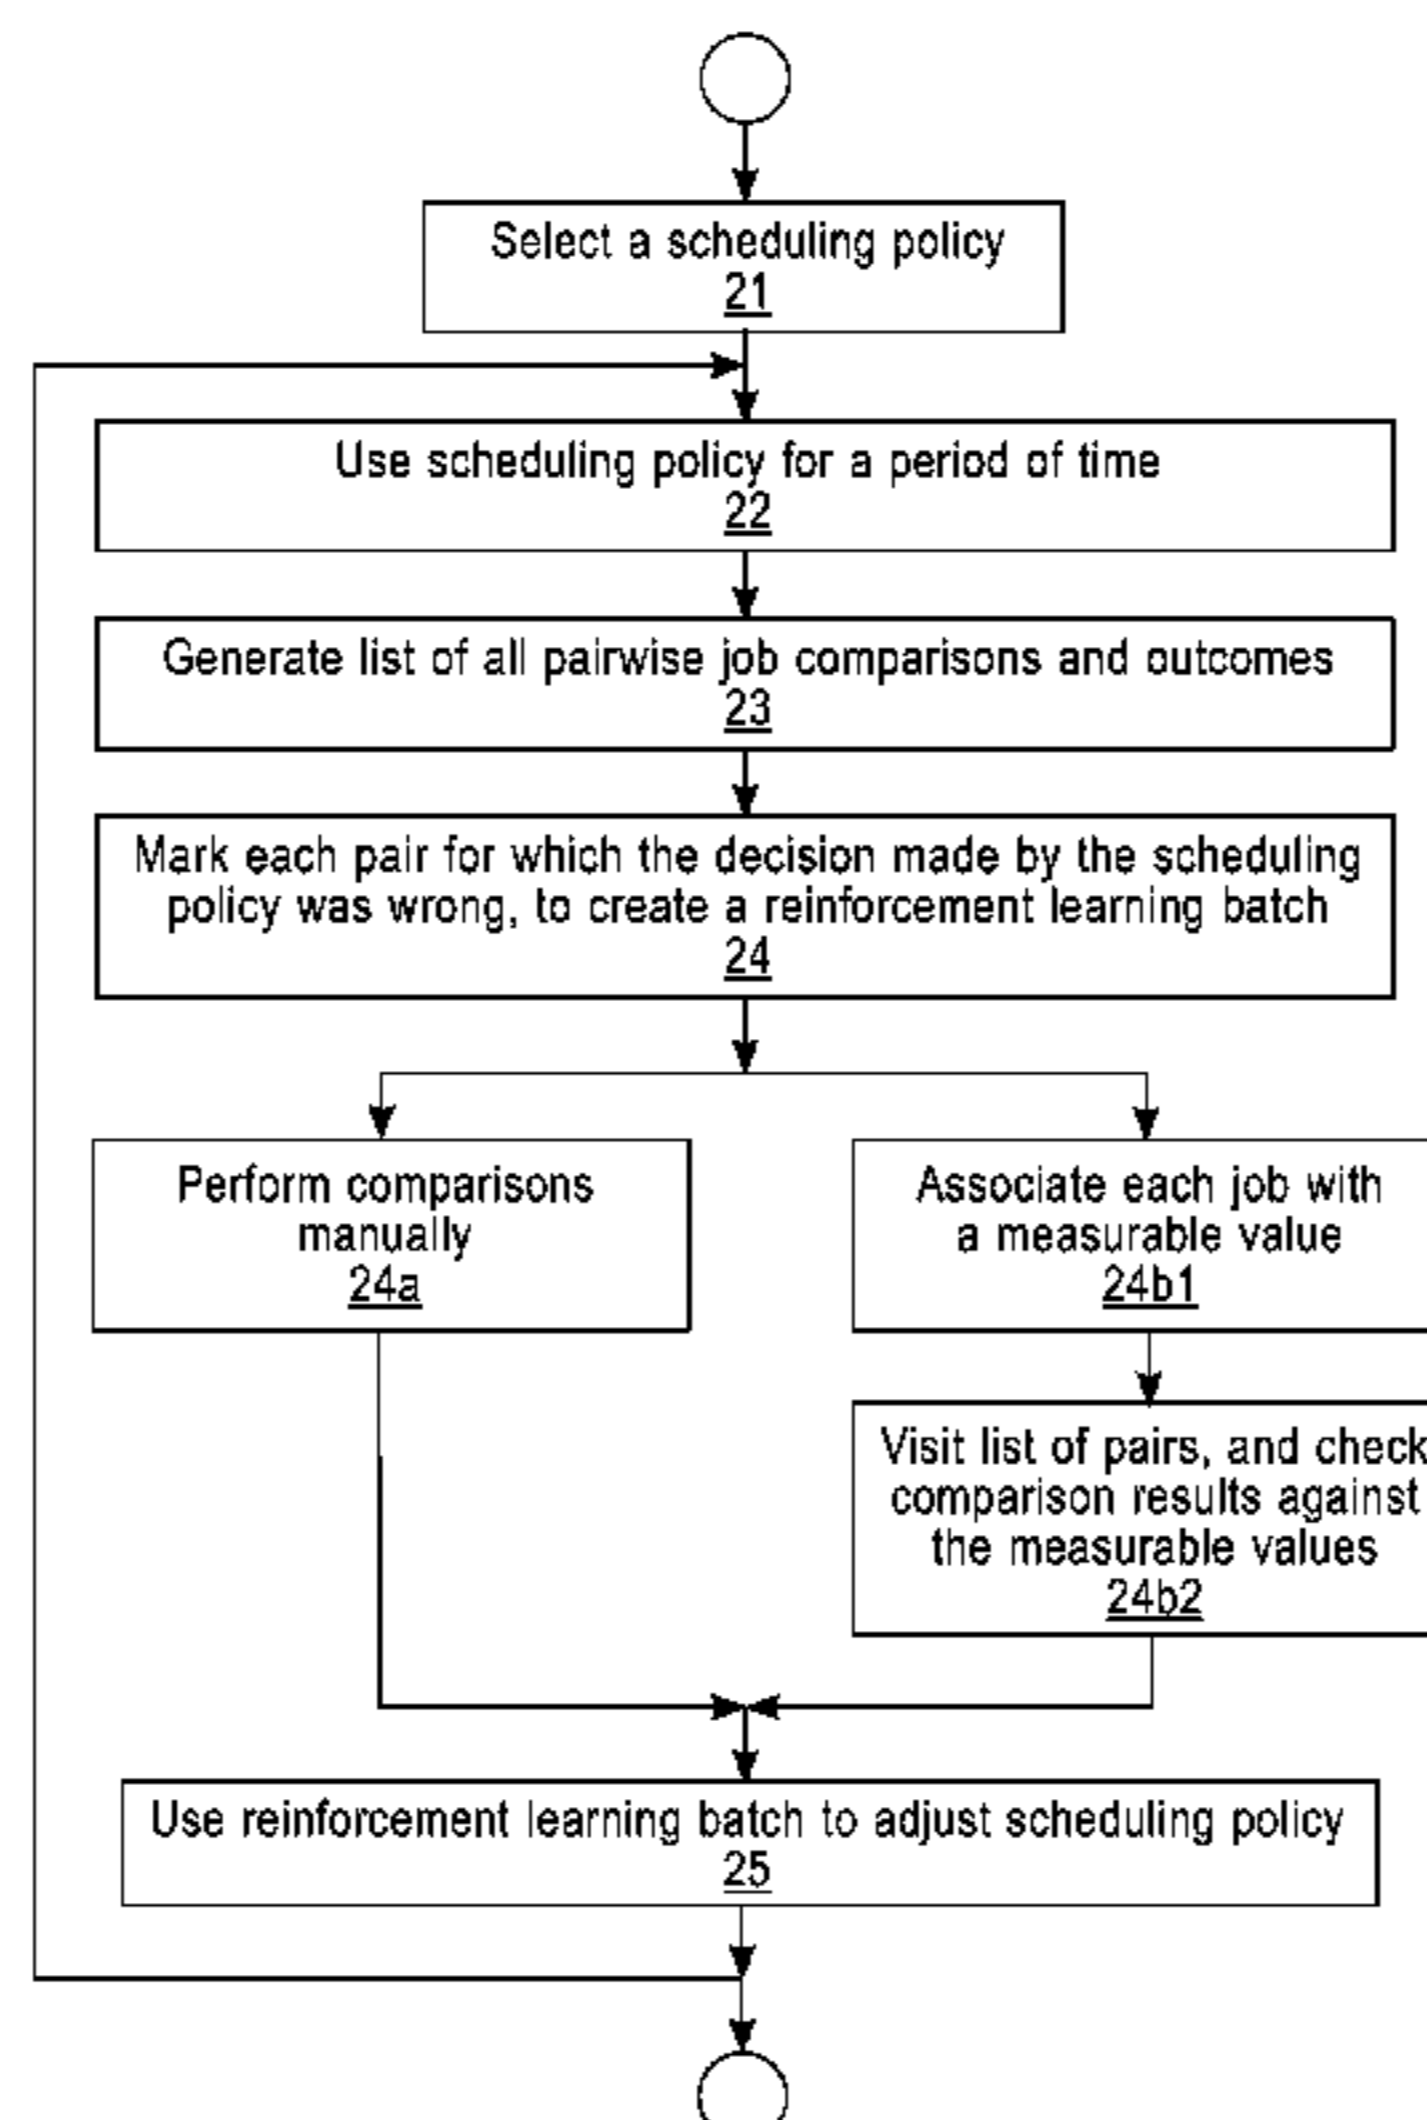 Select a scheduling policy
21
Use scheduling policy for a period of time
22
Generate list of all pairwise job comparisons and outcomes
23
Mark each pair for which the decision made by the scheduling
policy was wrong, to create a reinforcement learning batch
24
Perform comparisons
manually
24a
Associate each job with
a measurable value
24b1
Visit list of pairs, and check
comparison results against
the measurable values
24b2
Use reinforcement learning batch to adjust scheduling policy
25